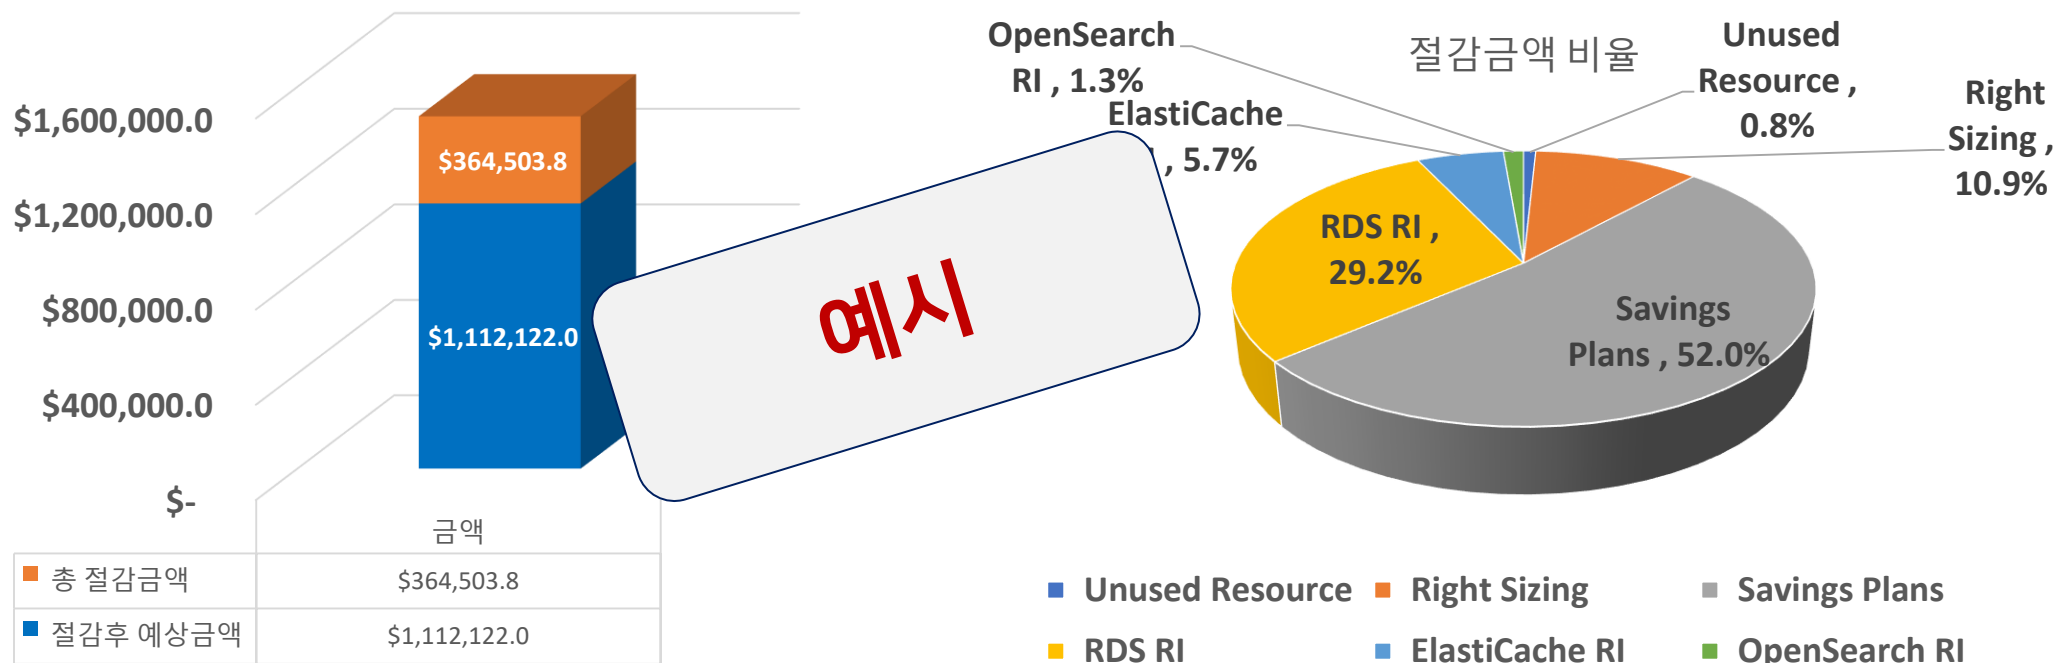 $1,600,000.0
$1,200,000.0
$800,000.0
$400,000.0
$-
$364,503.8
$1,112,122.0
금액
총 절감금액 $364,503.8
절감후 예상금액 $1,112,122.0
예시
절감금액 비율
OpenSearch
RI , 1.3%
ElastiCache
, 5.7%
Unused
Resource ,
0.8%
Right
Sizing ,
10.9%
RDS RI ,
29.2%
Savings
Plans , 52.0%
Unused Resource Right Sizing Savings Plans
RDS RI ElastiCache RI OpenSearch RI